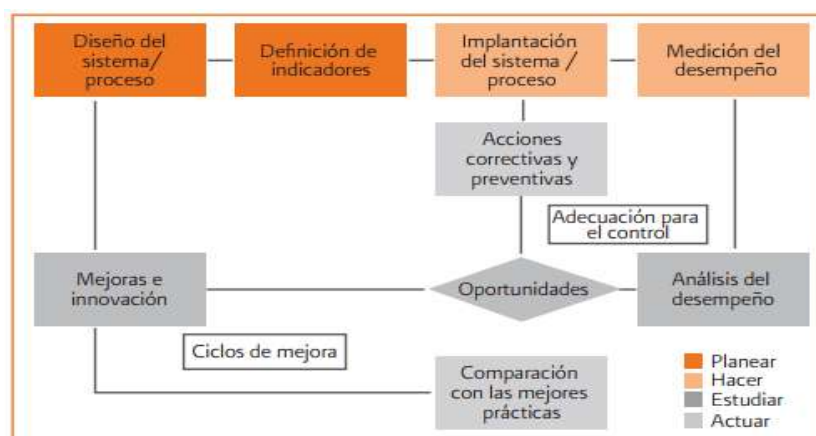 Diseño del
sistema/
proceso
Definición de
indicadores
Implantación
del sistema /
proceso
Medición del
desempeño
Acciones
correctivas y
preventivas
Adecuación para
el control
Mejoras e
innovación
Oportunidades
Análisis del
desempeño
Ciclos de mejora
Comparación
con las mejores
prácticas
Planear
Hacer
Estudiar
Actuar